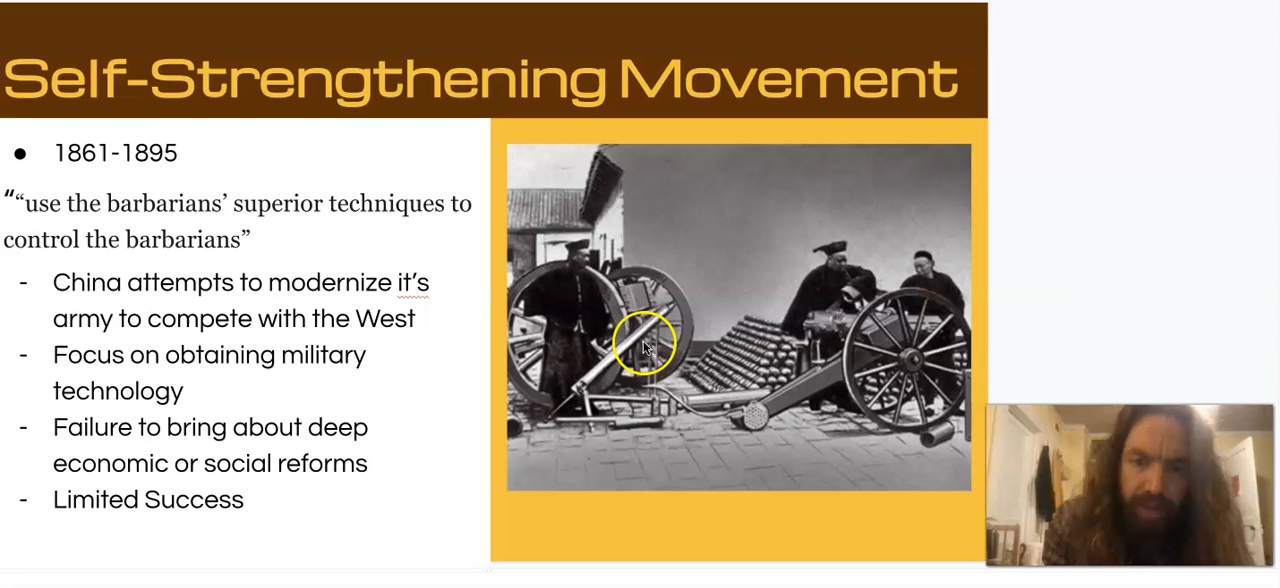 Self-Strengthening Movement
● 1861-1895
"“use the barbarians’ superior techniques to
control the barbarians”
- China attempts to modernize it’s
army to compete with the West
- Focus on obtaining military
technology
- Failure to bring about deep
economic or social reforms
- Limited Success